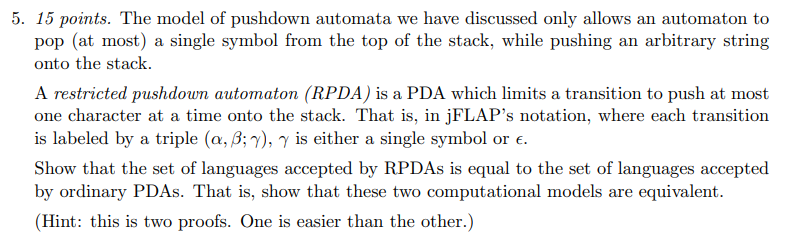 5. 15 points. The model of pushdown automata we have discussed only allows an automaton to
pop (at most) a single symbol from the top of the stack, while pushing an arbitrary string
onto the stack.
A restricted pushdown automaton (RPDA) is a PDA which limits a transition to push at most
one character at a time onto the stack. That is, in jFLAP's notation, where each transition
is labeled by a triple (α, β; γ), γ is either a single symbol or ϵ.
Show that the set of languages accepted by RPDAs is equal to the set of languages accepted
by ordinary PDAs. That is, show that these two computational models are equivalent.
(Hint: this is two proofs. One is easier than the other.)